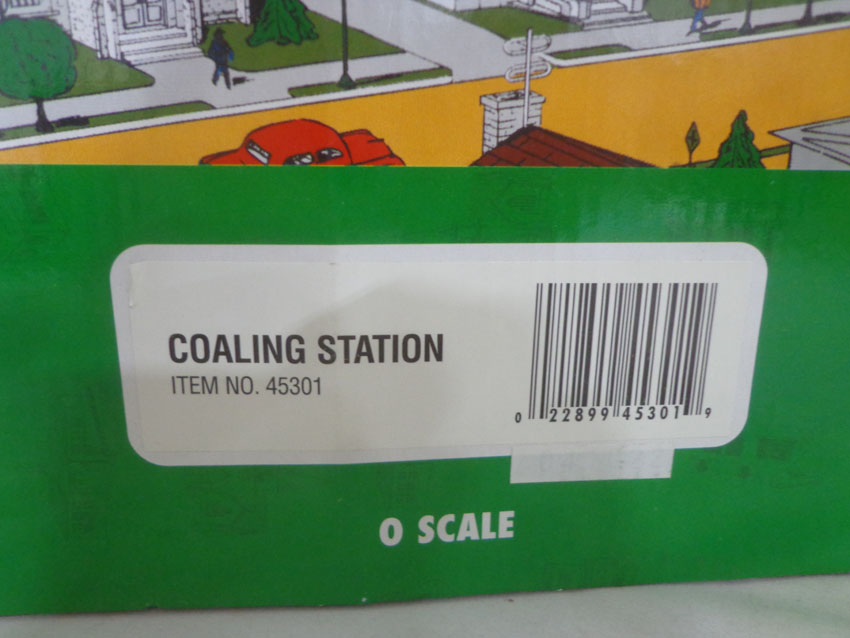 COALING STATION
ITEM NO. 45301
0 22899 45301 9
O SCALE